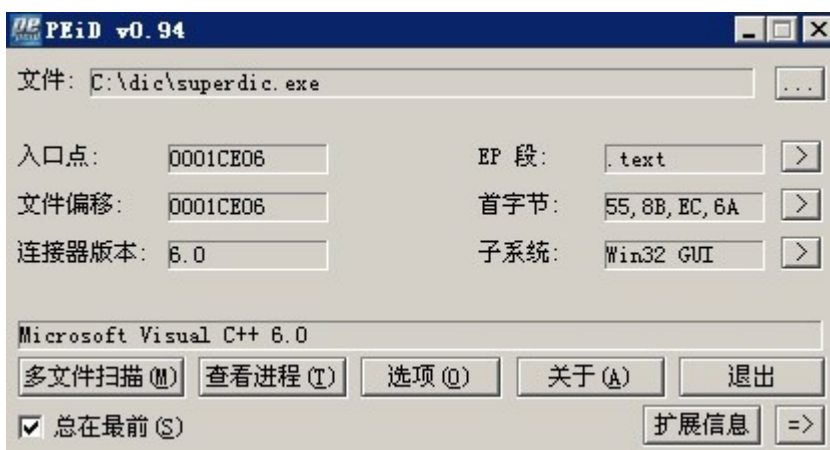 PEiD v0.94
文件: C:\dic\superdic.exe ...
入口点: 0001CE06 EP 段: .text >
文件偏移: 0001CE06 首字节: 55,8B,EC,6A >
连接器版本: 6.0 子系统: Win32 GUI >
Microsoft Visual C++ 6.0
多文件扫描(M) 查看进程(T) 选项(O) 关于(A) 退出
总在最前(S) 扩展信息 =>